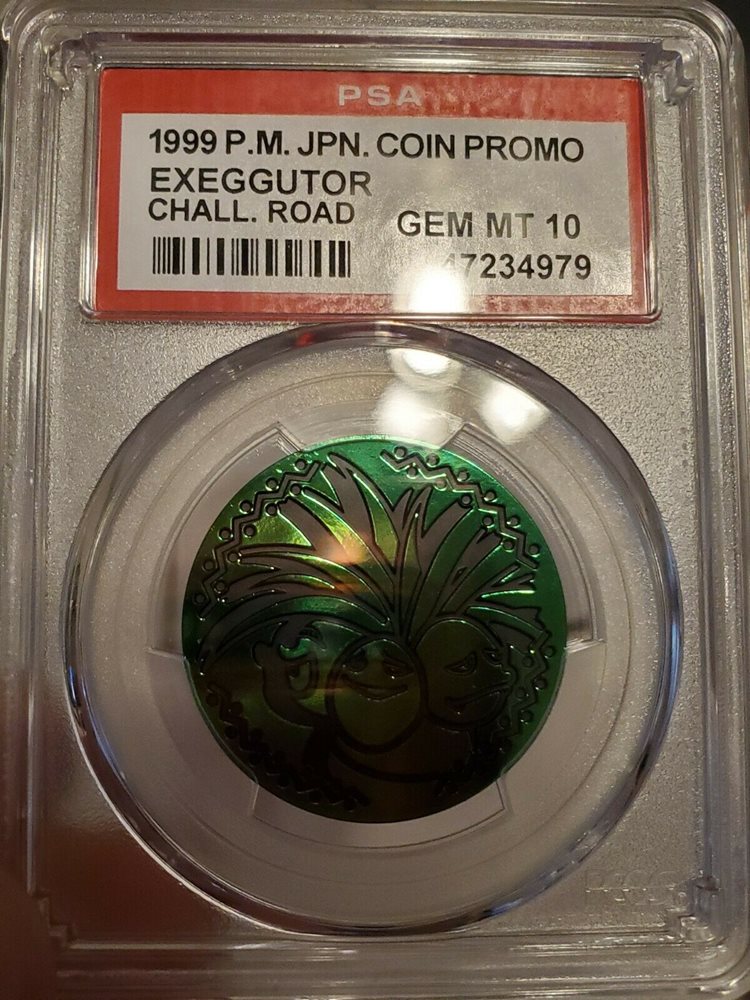 PSA
1999 P.M. JPN. COIN PROMO
EXEGGUTOR
CHALL. ROAD
GEM MT 10
47234979